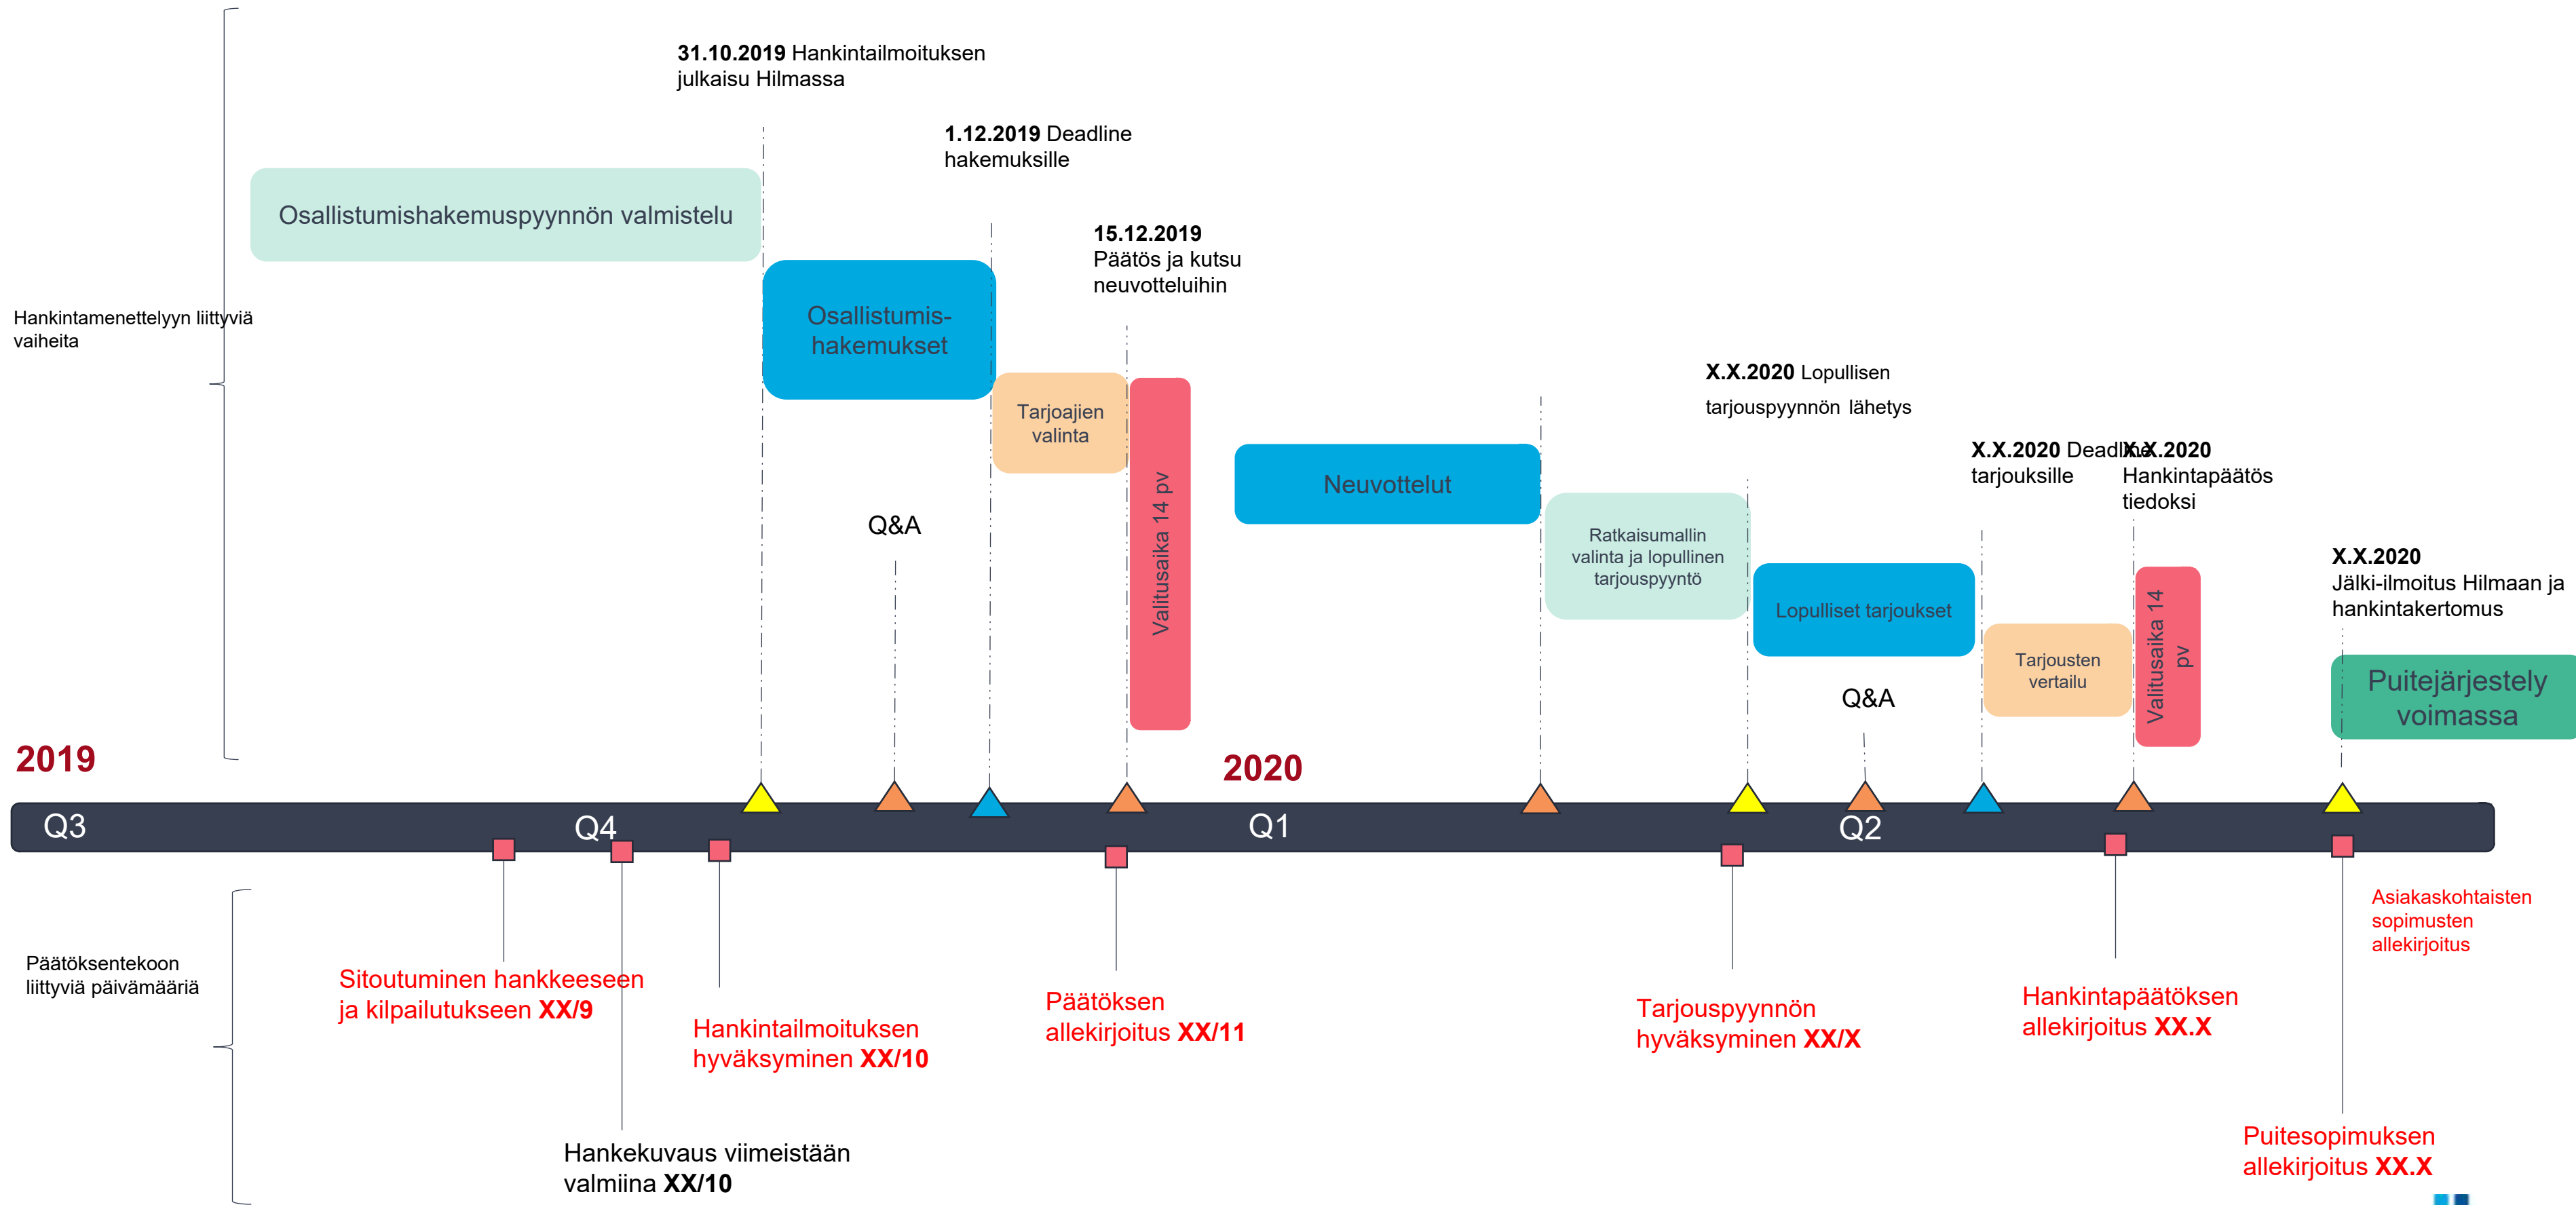 31.10.2019 Hankintailmoituksen
julkaisu Hilmassa
1.12.2019 Deadline
hakemuksille
Osallistumishakemuspyynnön valmistelu
15.12.2019
Päätös ja kutsu
neuvotteluihin
Hankintamenettelyyn liittyviä
vaiheita
Osallistumis-
hakemukset
Tarjoajien
valinta
Valitusaika 14 pv
Q&A
X.X.2020 Lopullisen
tarjouspyynnön lähetys
Neuvottelut
X.X.2020 Deadline
tarjouksille
X.X.2020
Hankintapäätös
tiedoksi
Ratkaisumallin
valinta ja lopullinen
tarjouspyyntö
Lopulliset tarjoukset
X.X.2020
Jälki-ilmoitus Hilmaan ja
hankintakertomus
Tarjousten
vertailu
Valitusaika 14
pv
Q&A
Puitejärjestely
voimassa
2019
2020
Q3
Q4
Q1
Q2
Päätöksentekoon
liittyviä päivämääriä
Sitoutuminen hankkeeseen
ja kilpailutukseen XX/9
Hankekuvaus viimeistään
valmiina XX/10
Hankintailmoituksen
hyväksyminen XX/10
Päätöksen
allekirjoitus XX/11
Tarjouspyynnön
hyväksyminen XX/X
Hankintapäätöksen
allekirjoitus XX.X
Asiakaskohtaisten
sopimusten
allekirjoitus
Puitesopimuksen
allekirjoitus XX.X